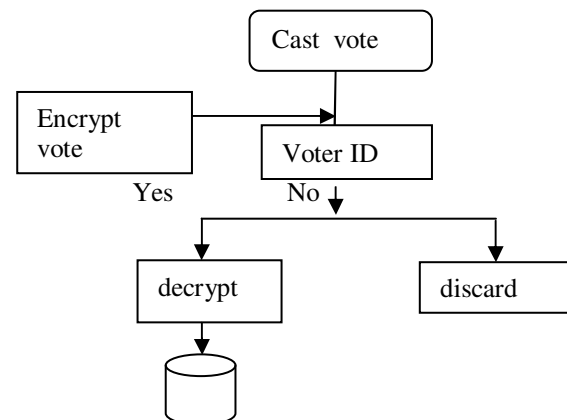 Cast vote
Encrypt
vote
Voter ID
Yes
No
decrypt
discard